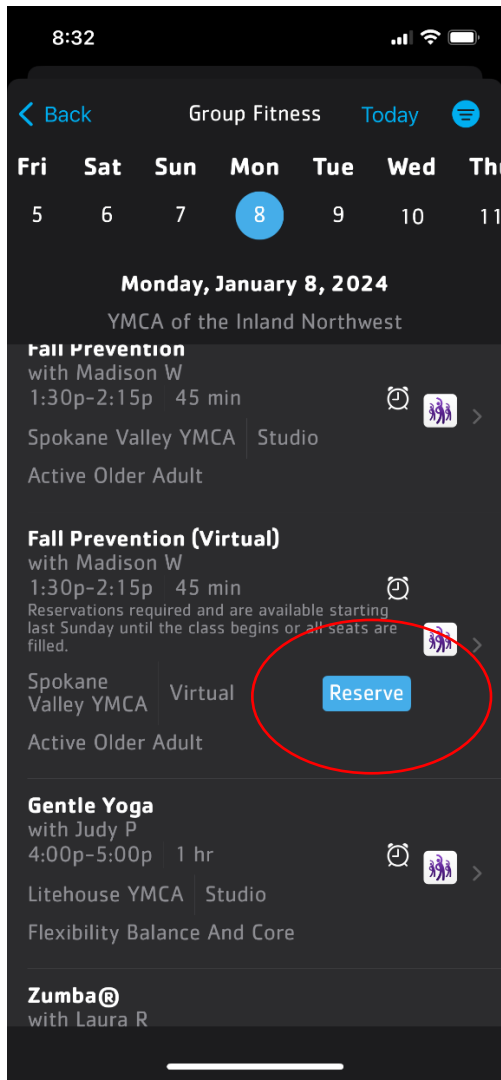 8:32
Back Group Fitness Today
Fri Sat Sun Mon Tue Wed Thu
5 6 7 8 9 10 11
Monday, January 8, 2024
YMCA of the Inland Northwest
Fall Prevention
with Madison W
1:30p-2:15p 45 min
Spokane Valley YMCA Studio
Active Older Adult
Fall Prevention (Virtual)
with Madison W
1:30p-2:15p 45 min
Reservations required and are available starting
last Sunday until the class begins or all seats are
filled.
Spokane
Valley YMCA Virtual Reserve
Active Older Adult
Gentle Yoga
with Judy P
4:00p-5:00p 1 hr
Litehouse YMCA Studio
Flexibility Balance And Core
Zumba®
with Laura R